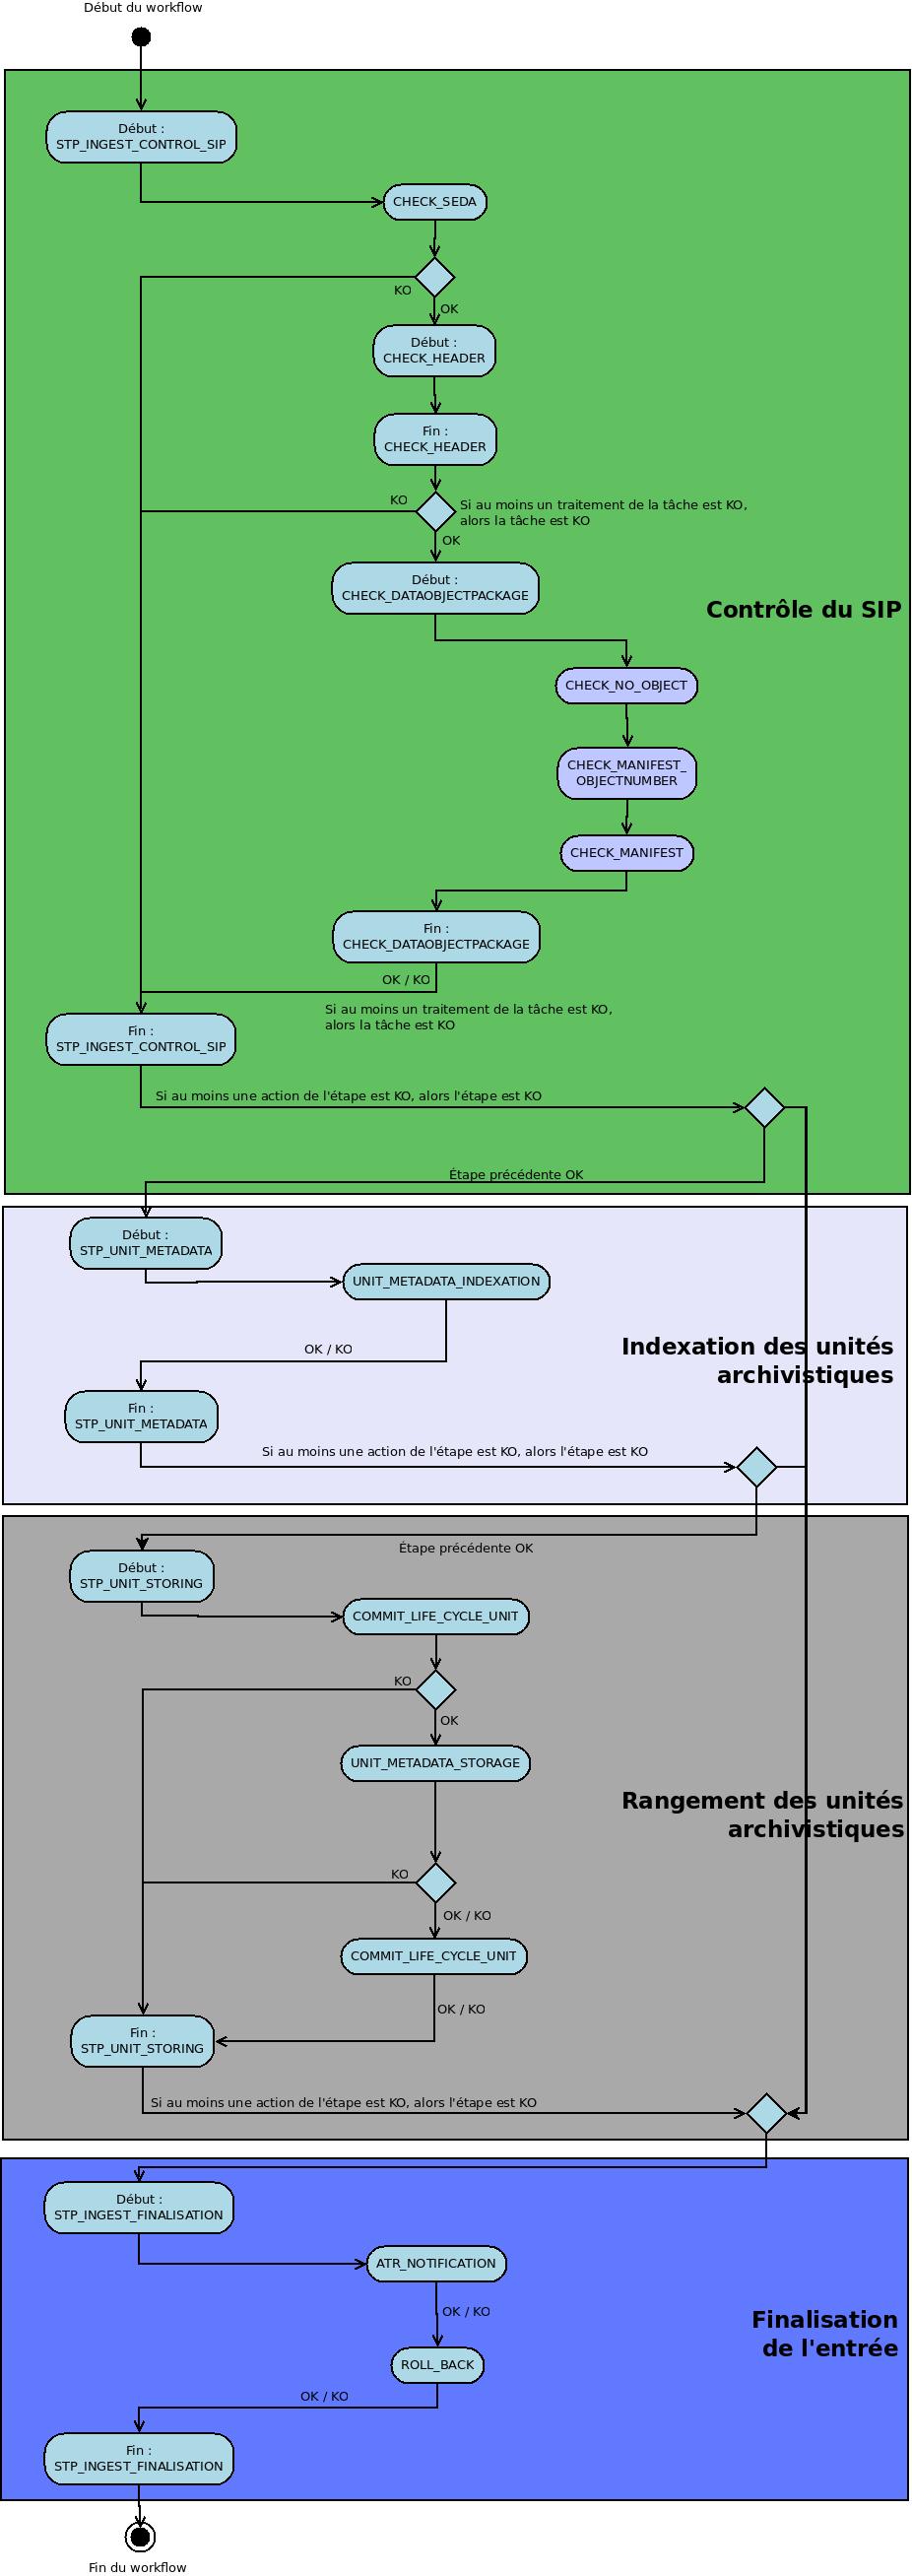 Début du workflow
Début :
STP_INGEST_CONTROL_SIP
CHECK_SEDA
KO
OK
Début :
CHECK_HEADER
Fin :
CHECK_HEADER
KO
Si au moins un traitement de la tâche est KO,
alors la tâche est KO
OK
Début :
CHECK_DATAOBJECTPACKAGE
Contrôle du SIP
CHECK_NO_OBJECT
CHECK_MANIFEST_
OBJECTNUMBER
CHECK_MANIFEST
Fin :
CHECK_DATAOBJECTPACKAGE
OK / KO
Si au moins un traitement de la tâche est KO,
alors la tâche est KO
Fin :
STP_INGEST_CONTROL_SIP
Si au moins une action de l'étape est KO, alors l'étape est KO
Étape précédente OK
Début :
STP_UNIT_METADATA
UNIT_METADATA_INDEXATION
Indexation des unités
archivistiques
OK / KO
Fin :
STP_UNIT_METADATA
Si au moins une action de l'étape est KO, alors l'étape est KO
Étape précédente OK
Début :
STP_UNIT_STORING
COMMIT_LIFE_CYCLE_UNIT
KO
OK
UNIT_METADATA_STORAGE
Rangement des unités
archivistiques
KO
OK / KO
COMMIT_LIFE_CYCLE_UNIT
OK / KO
Fin :
STP_UNIT_STORING
Si au moins une action de l'étape est KO, alors l'étape est KO
Début :
STP_INGEST_FINALISATION
ATR_NOTIFICATION
OK / KO
Finalisation
de l'entrée
ROLL_BACK
OK / KO
Fin :
STP_INGEST_FINALISATION
Fin du workflow